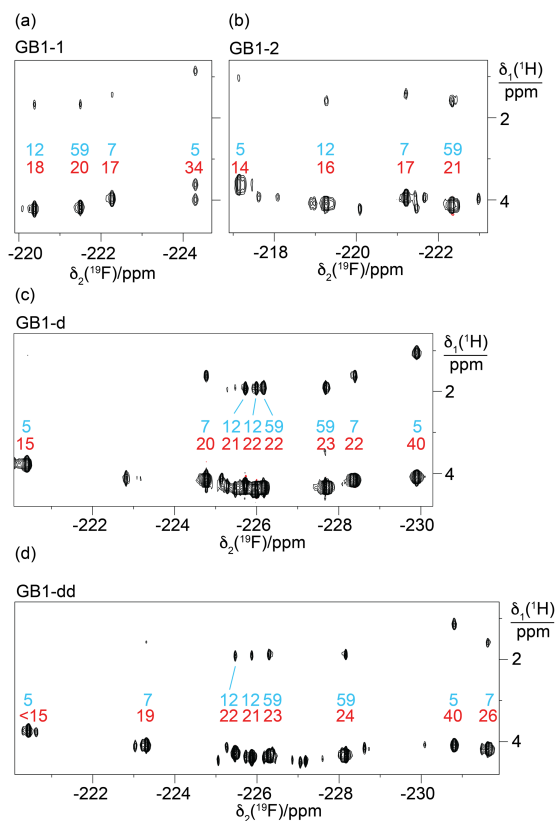 (a)
GB1-1
12 59 7 5
18 20 17 34
-220 -222 -224
δ₂(¹⁹F)/ppm
(b)
GB1-2
δ₁(¹H)
ppm
2
5 12 7 59
14 16 17 21
4
-218 -220 -222
δ₂(¹⁹F)/ppm
(c)
GB1-d
δ₁(¹H)
ppm
2
5 7 12 12 59 59 7 5
15 20 21 22 22 23 22 40
4
-222 -224 -226 -228 -230
δ₂(¹⁹F)/ppm
(d)
GB1-dd
δ₁(¹H)
ppm
2
5 7 12 12 59 59 5 7
<15 19 22 21 23 24 40 26
4
-222 -224 -226 -228 -230
δ₂(¹⁹F)/ppm